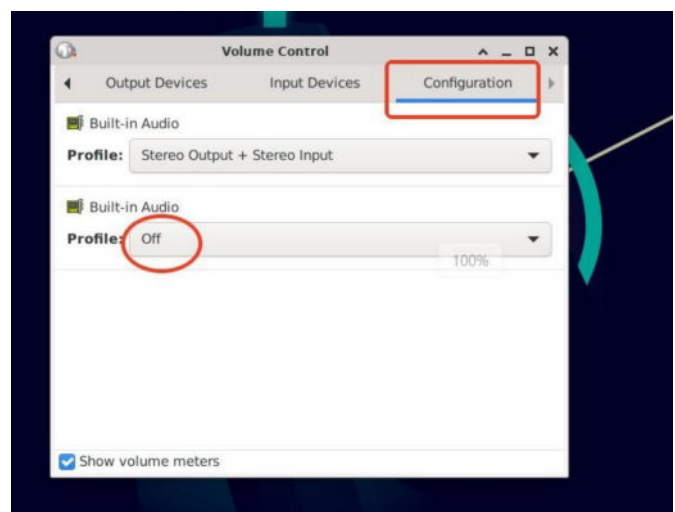 Volume Control
Output Devices Input Devices Configuration
Built-in Audio
Profile: Stereo Output + Stereo Input
Built-in Audio
Profile: Off
100%
Show volume meters